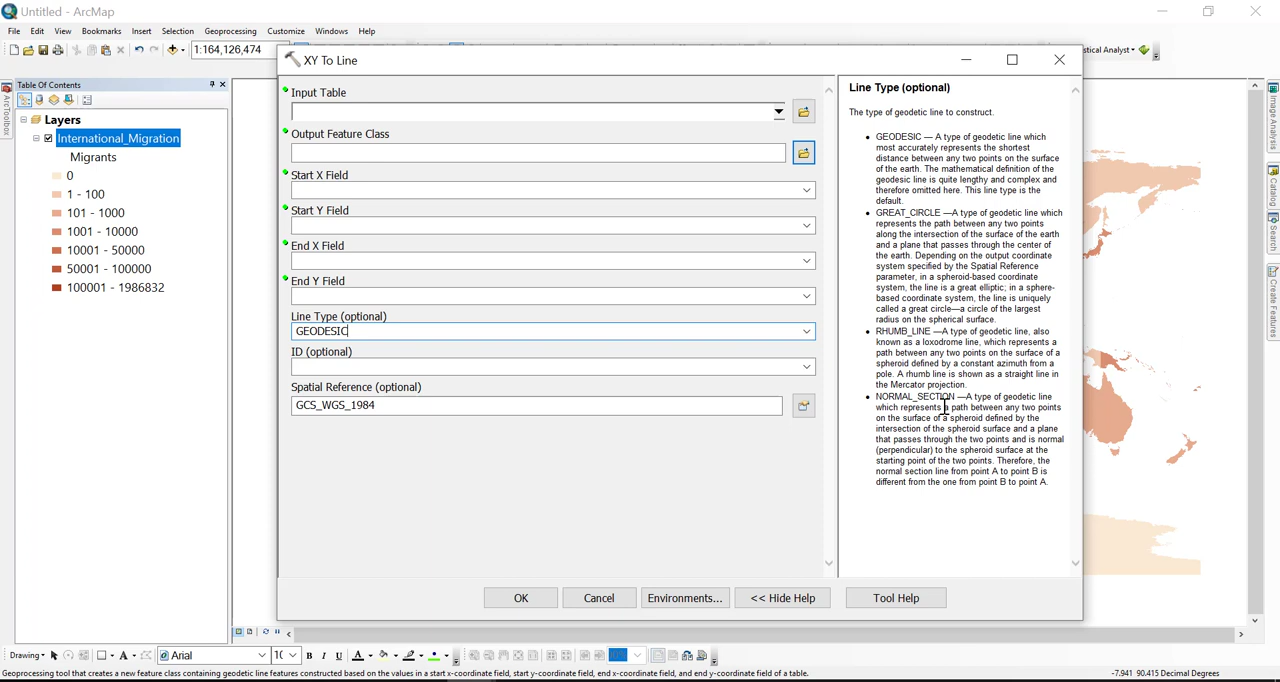 Untitled - ArcMap
File Edit View Bookmarks Insert Selection Geoprocessing Customize Windows Help
1:164,126,474
stical Analyst
Table Of Contents
Layers
International_Migration
Migrants
0
1 - 100
101 - 1000
1001 - 10000
10001 - 50000
50001 - 100000
100001 - 1986832
ArcToolbox
XY To Line
Input Table
Output Feature Class
Start X Field
Start Y Field
End X Field
End Y Field
Line Type (optional)
GEODESIC
ID (optional)
Spatial Reference (optional)
GCS_WGS_1984
OK Cancel Environments... << Hide Help Tool Help
Line Type (optional)
The type of geodetic line to construct.
• GEODESIC — A type of geodetic line which
most accurately represents the shortest
distance between any two points on the surface
of the earth. The mathematical definition of the
geodesic line is quite lengthy and complex and
therefore omitted here. This line type is the
default.
• GREAT_CIRCLE —A type of geodetic line which
represents the path between any two points
along the intersection of the surface of the earth
and a plane that passes through the center of
the earth. Depending on the output coordinate
system specified by the Spatial Reference
parameter, in a spheroid-based coordinate
system, the line is a great elliptic; in a sphere-
based coordinate system, the line is uniquely
called a great circle—a circle of the largest
radius on the spherical surface.
• RHUMB_LINE —A type of geodetic line, also
known as a loxodrome line, which represents a
path between any two points on the surface of a
spheroid defined by a constant azimuth from a
pole. A rhumb line is shown as a straight line in
the Mercator projection.
• NORMAL_SECTION —A type of geodetic line
which represents a path between any two points
on the surface of a spheroid defined by the
intersection of the spheroid surface and a plane
that passes through the two points and is normal
(perpendicular) to the spheroid surface at the
starting point of the two points. Therefore, the
normal section line from point A to point B is
different from the one from point B to point A.
Image Analysis
Catalog
Search
Create Features
Drawing Arial 10 B I U A
Geoprocessing tool that creates a new feature class containing geodetic line features constructed based on the values in a start x-coordinate field, start y-coordinate field, end x-coordinate field, and end y-coordinate field of a table.
-7.941 90.415 Decimal Degrees